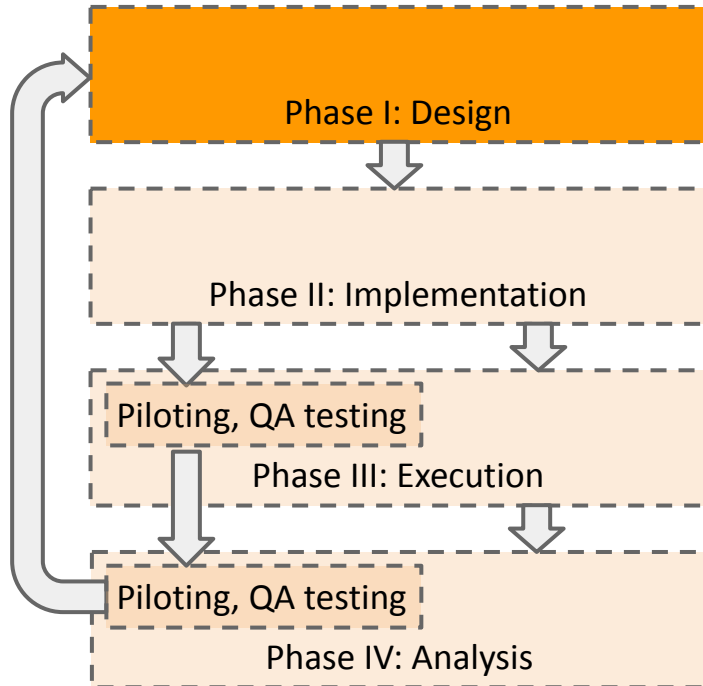 Phase I: Design
Phase II: Implementation
Piloting, QA testing
Phase III: Execution
Piloting, QA testing
Phase IV: Analysis